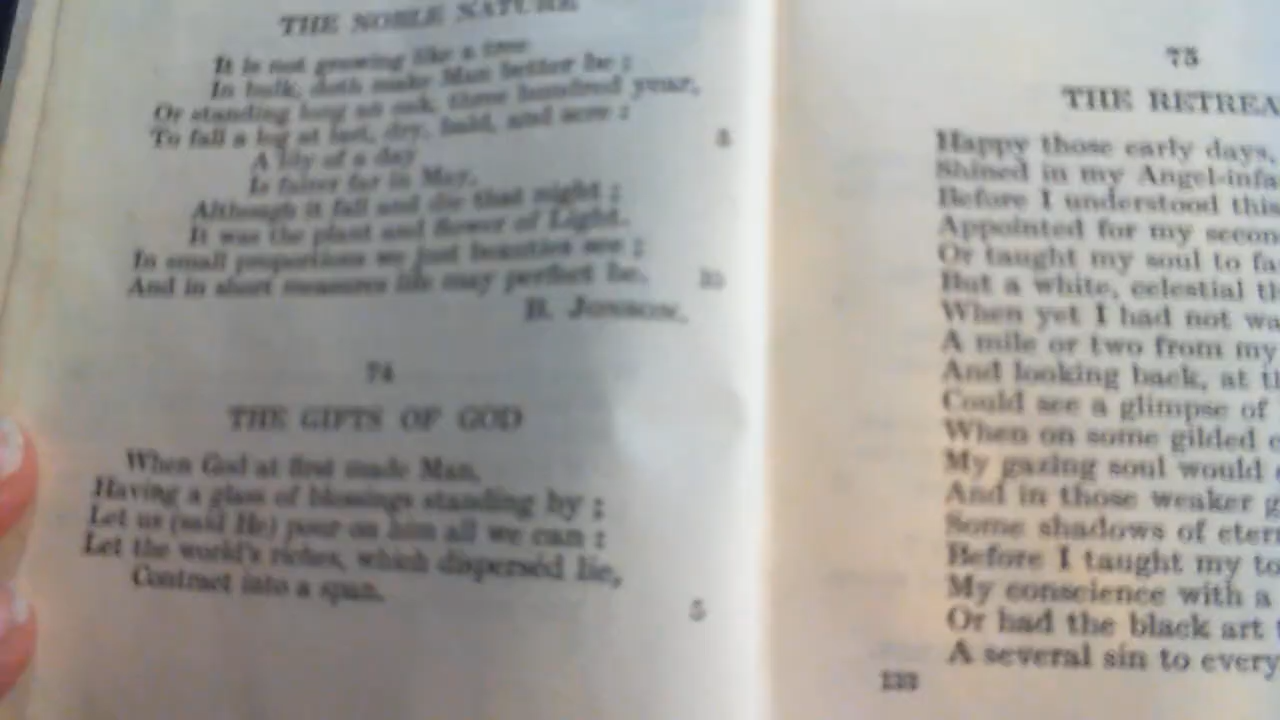 THE NOBLE NATURE
It is not growing like a tree
In bulk, doth make Man better be ;
Or standing long an oak, three hundred year,
To fall a log at last, dry, bald, and sere :
A lily of a day
Is fairer far in May,
Although it fall and die that night ;
It was the plant and flower of Light.
In small proportions we just beauties see ;
And in short measures life may perfect be.
B. JONSON.
74
THE GIFTS OF GOD
When God at first made Man,
Having a glass of blessings standing by ;
Let us (said He) pour on him all we can :
Let the world's riches, which dispersèd lie,
Contract into a span.
5
75
THE RETREA
Happy those early days,
Shined in my Angel-infa
Before I understood this
Appointed for my secon
Or taught my soul to fa
But a white, celestial th
When yet I had not wa
A mile or two from my
And looking back, at th
Could see a glimpse of
When on some gilded c
My gazing soul would
And in those weaker g
Some shadows of eter
Before I taught my to
My conscience with a
Or had the black art
A several sin to every